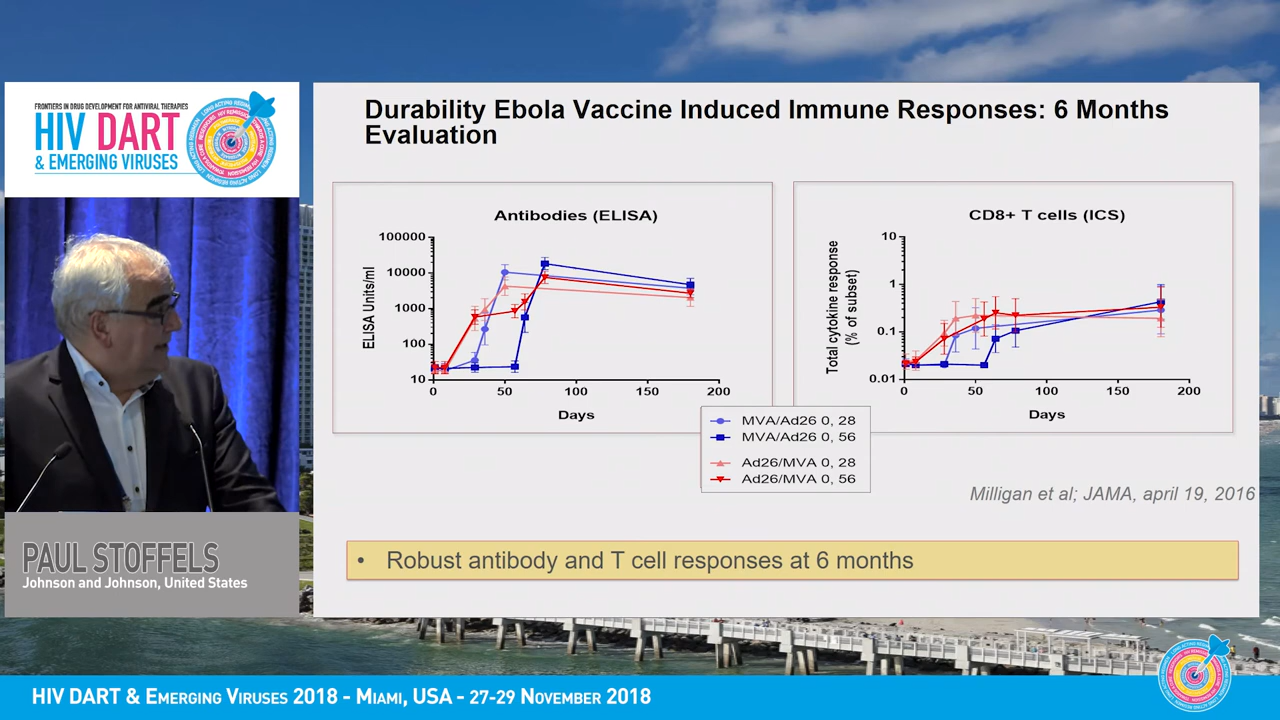 FRONTIERS IN DRUG DEVELOPMENT FOR ANTIVIRAL THERAPIES
HIV DART
& EMERGING VIRUSES
PAUL STOFFELS
Johnson and Johnson, United States
Durability Ebola Vaccine Induced Immune Responses: 6 Months
Evaluation
Antibodies (ELISA)
ELISA Units/ml
100000
10000
1000
100
10
0 50 100 150 200
Days
CD8+ T cells (ICS)
Total cytokine response
(% of subset)
10
1
0.1
0.01
0 50 100 150 200
Days
MVA/Ad26 0, 28
MVA/Ad26 0, 56
Ad26/MVA 0, 28
Ad26/MVA 0, 56
Milligan et al; JAMA, april 19, 2016
• Robust antibody and T cell responses at 6 months
HIV DART & EMERGING VIRUSES 2018 - MIAMI, USA - 27-29 NOVEMBER 2018